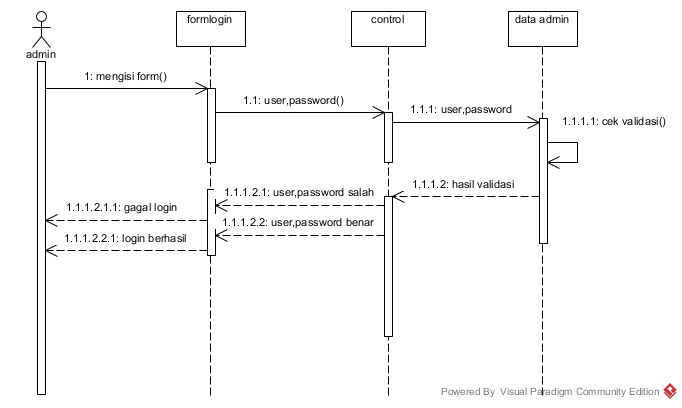 formlogin
control
data admin
admin
1: mengisi form()
1.1: user,password()
1.1.1: user,password
1.1.1.1: cek validasi()
1.1.1.2: hasil validasi
1.1.1.2.1: user,password salah
1.1.1.2.1.1: gagal login
1.1.1.2.2: user,password benar
1.1.1.2.2.1: login berhasil
Powered By Visual Paradigm Community Edition